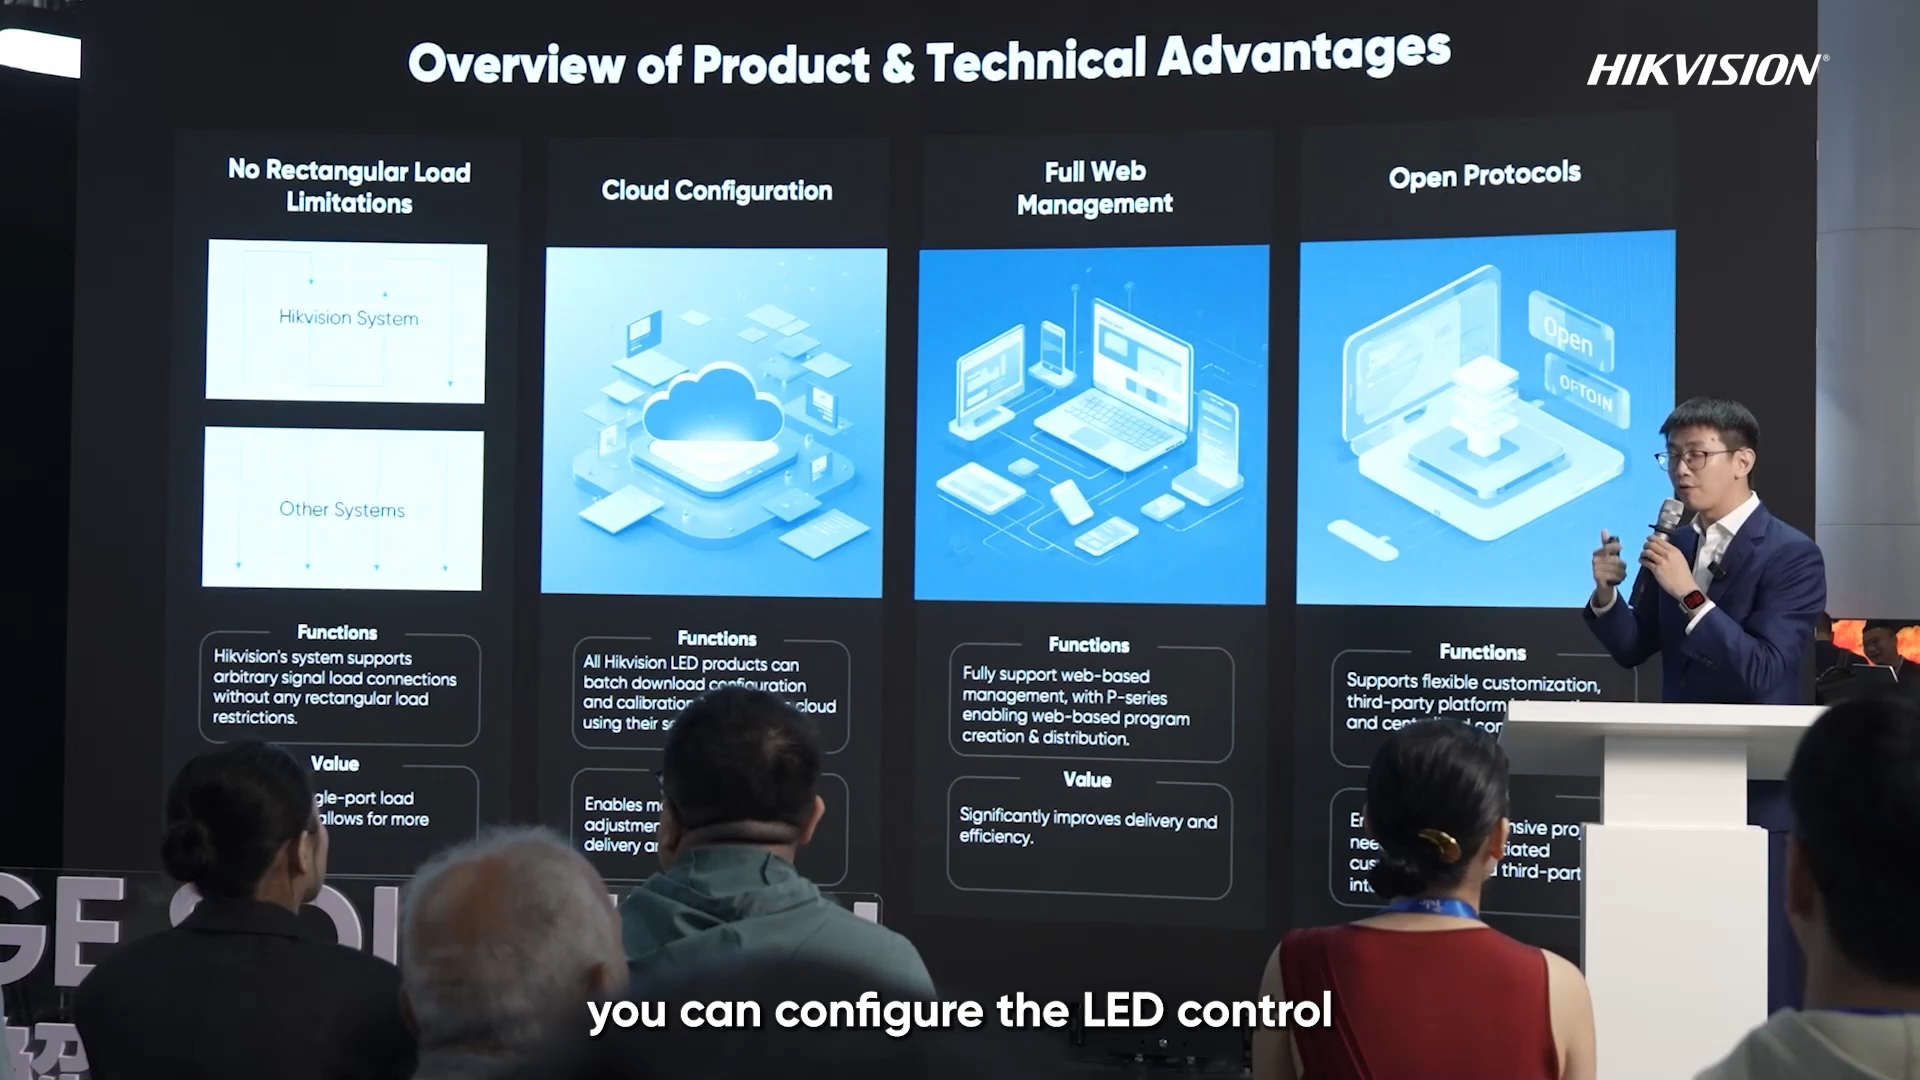 Overview of Product & Technical Advantages
HIKVISION®
No Rectangular Load
Limitations
Hikvision System
Other Systems
Functions
Hikvision's system supports
arbitrary signal load connections
without any rectangular load
restrictions.
Value
gle-port load
allows for more
Cloud Configuration
Functions
All Hikvision LED products can
batch download configuration
and calibration cloud
using their
Enables
delivery
Full Web
Management
Functions
Fully support web-based
management, with P-series
enabling web-based program
creation & distribution.
Value
Significantly improves delivery and
efficiency.
Open Protocols
Open
OFTOIN
Functions
Supports flexible customization,
third-party platform
and
third-part
GE
you can configure the LED control